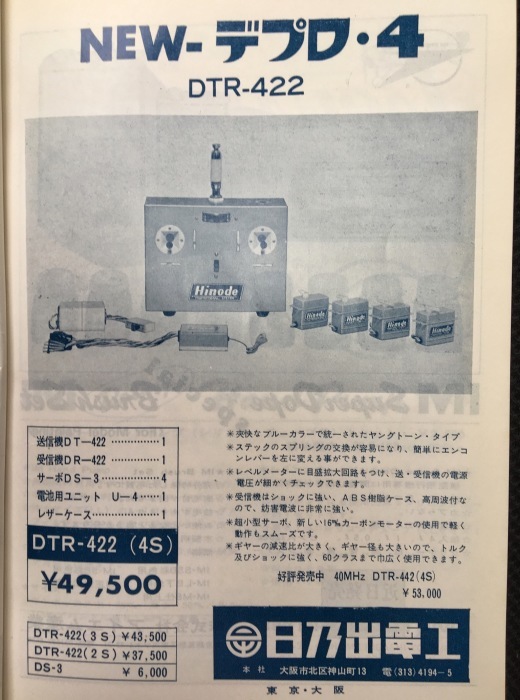 NEW-デプロ・4
DTR-422
Hinode
送信機DT-422 ………… 1
受信機DR-422 ………… 1
サーボDS-3 ………… 4
電池用ユニット U-4 …… 1
レザーケース ………… 1
DTR-422 (4S)
¥49,500
DTR-422(3S) ¥43,500
DTR-422(2S) ¥37,500
DS-3 ¥ 6,000
*爽快なブルーカラーで統一されたヤングトーン・タイプ
*ステックのスプリングの交換が容易になり、簡単にエンコ
ンレバーを左に変える事ができます。
*レベルメーターに目盛拡大回路をつけ、送・受信機の電源
電圧が細かくチェックできます。
*受信機はショックに強い、ABS樹脂ケース、高周波付な
ので、妨害電波に非常に強い。
*超小型サーボ、新しい16%カーボンモーターの使用で軽く
動作もスムーズです。
*ギヤーの減速比が大きく、ギヤー径も大きいので、トルク
及びショックに強く、60クラスまで巾広く使用できます。
好評発売中 40MHz DTR-442(4S)
¥53,000
日乃出電工
本社 大阪市北区神山町13 電(313)4194-5
東京・大阪